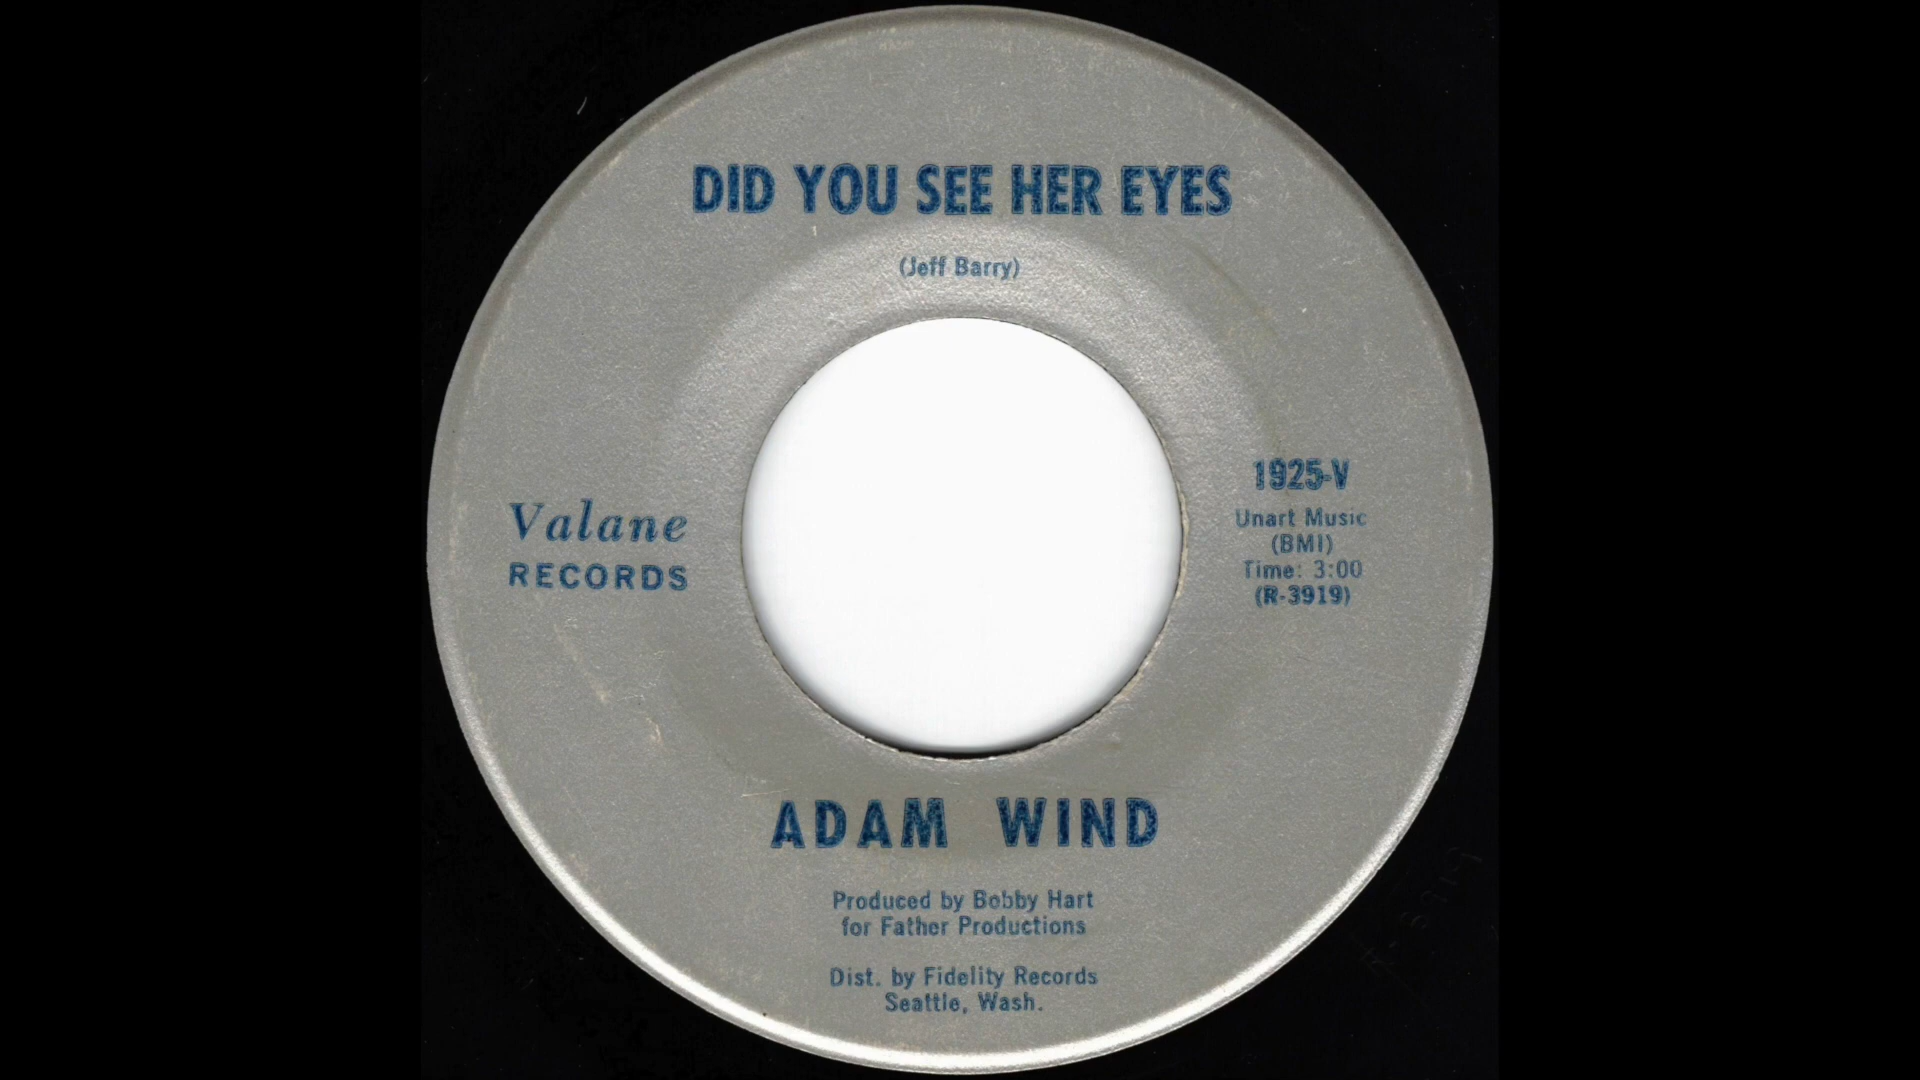 DID YOU SEE HER EYES
(Jeff Barry)
Valane
RECORDS
1925-V
Unart Music
(BMI)
Time: 3:00
(R-3919)
ADAM WIND
Produced by Bobby Hart
for Father Productions
Dist. by Fidelity Records
Seattle, Wash.